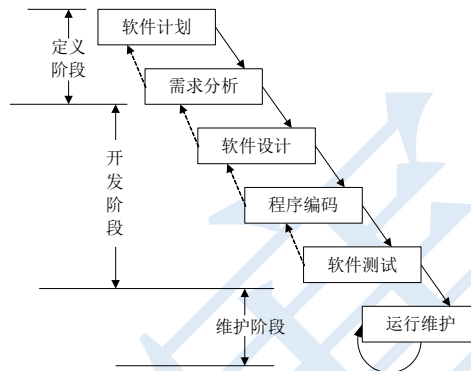 软件计划
定义
阶段
需求分析
软件设计
开
发
阶
段
程序编码
软件测试
维护阶段
运行维护